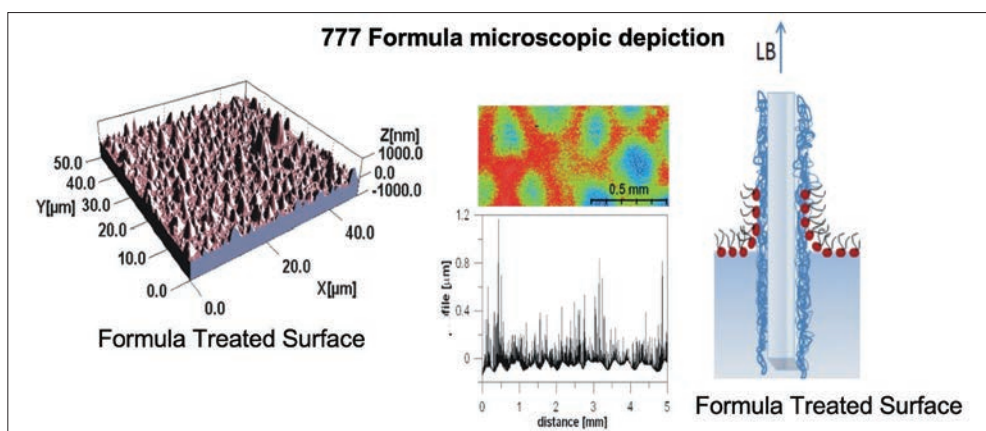 777 Formula microscopic depiction
LB
Z[nm]
1000.0
0.0
-1000.0
50.0
40.0
Y[µm]
30.0
20.0
10.0
0.0
0.0
20.0
40.0
X[µm]
Formula Treated Surface
0.5 mm
1.2
0.8
0.4
0
file [µm]
0 1 2 3 4 5
distance [mm]
Formula Treated Surface